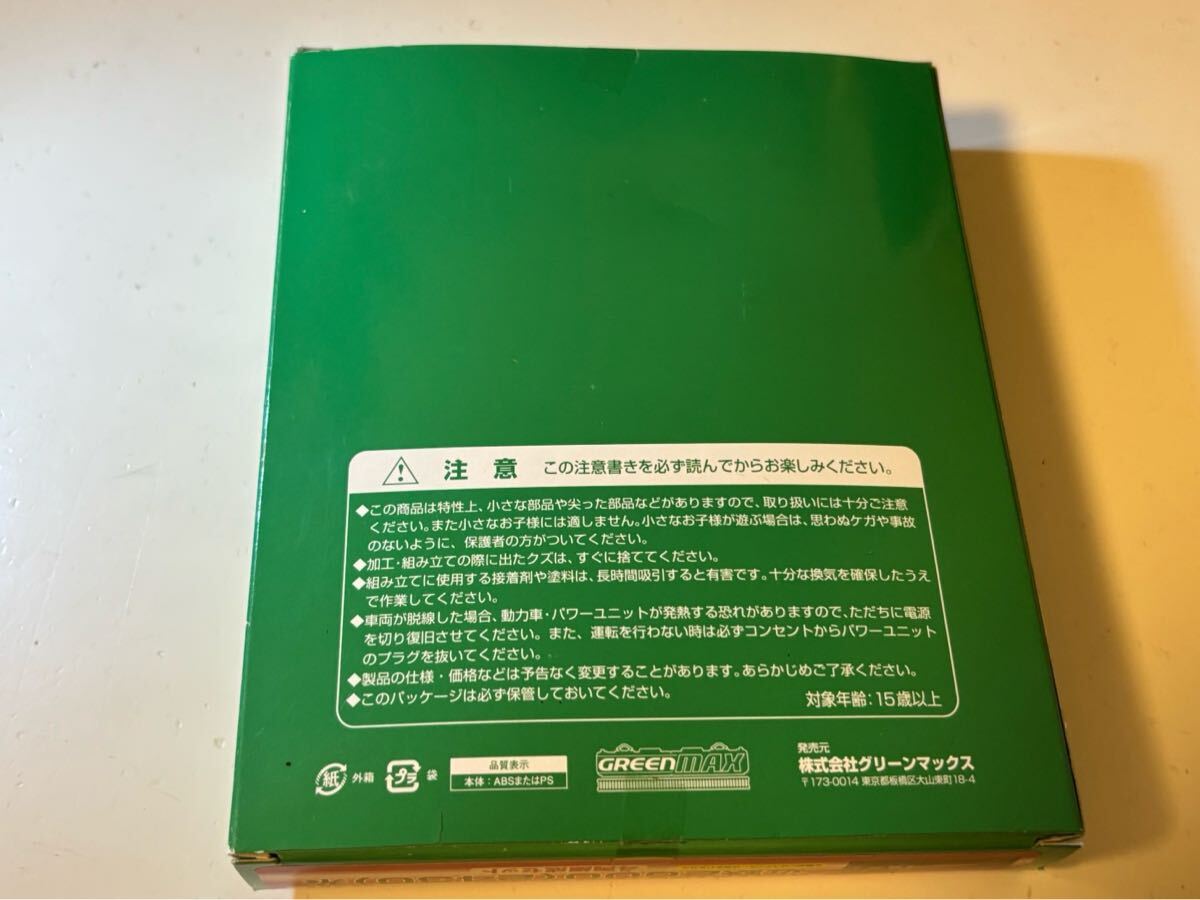 注 意 この注意書きを必ず読んでからお楽しみください。
◆この商品は特性上、小さな部品や尖った部品などがありますので、取り扱いには十分ご注意
ください。また小さなお子様には適しません。小さなお子様が遊ぶ場合は、思わぬケガや事故
のないように、保護者の方がついてください。
◆加工・組み立ての際に出たクズは、すぐに捨ててください。
◆組み立てに使用する接着剤や塗料は、長時間吸引すると有害です。十分な換気を確保したうえ
で作業してください。
◆車両が脱線した場合、動力車・パワーユニットが発熱する恐れがありますので、ただちに電源
を切り復旧させてください。また、運転を行わない時は必ずコンセントからパワーユニット
のプラグを抜いてください。
◆製品の仕様・価格などは予告なく変更することがあります。あらかじめご了承ください。
◆このパッケージは必ず保管しておいてください。
対象年齢：15歳以上
紙 外箱 プラ 袋
品質表示
本体：ABSまたはPS
GREENMAX
発売元
株式会社グリーンマックス
〒173-0014 東京都板橋区大山東町18-4